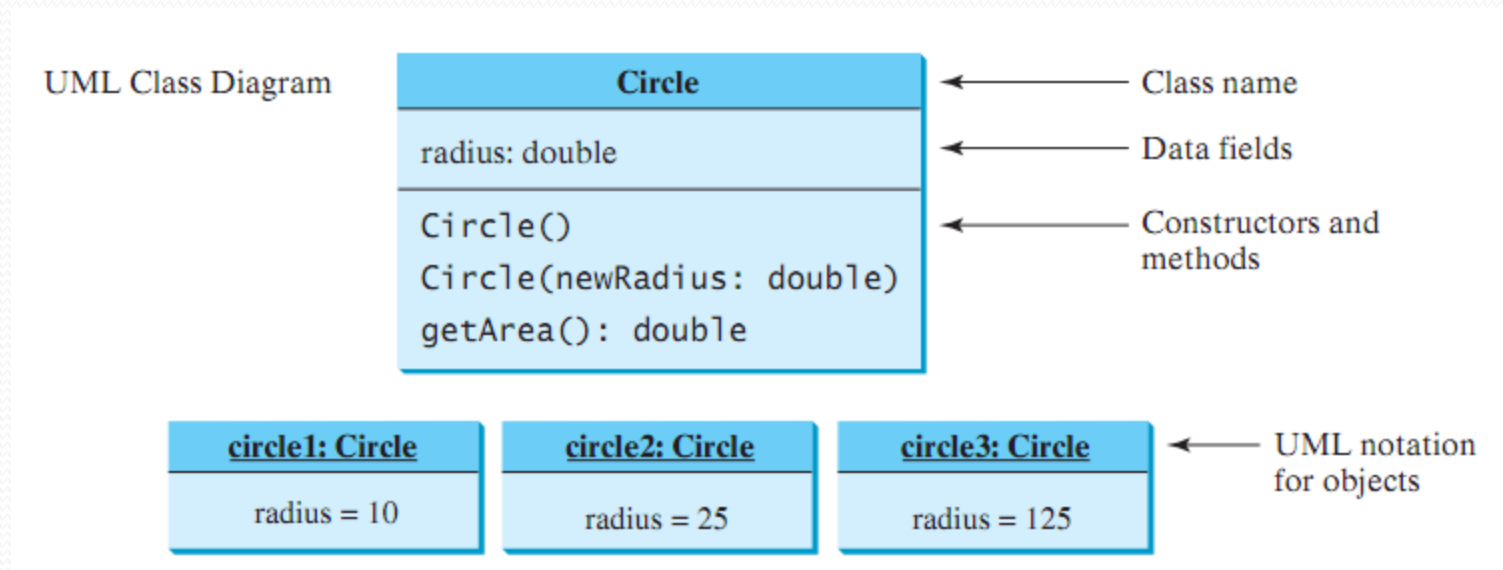 UML Class Diagram
Circle
Class name
radius: double
Data fields
Circle()
Constructors and
methods
Circle(newRadius: double)
getArea(): double
circle1: Circle
circle2: Circle
circle3: Circle
UML notation
for objects
radius = 10
radius = 25
radius = 125